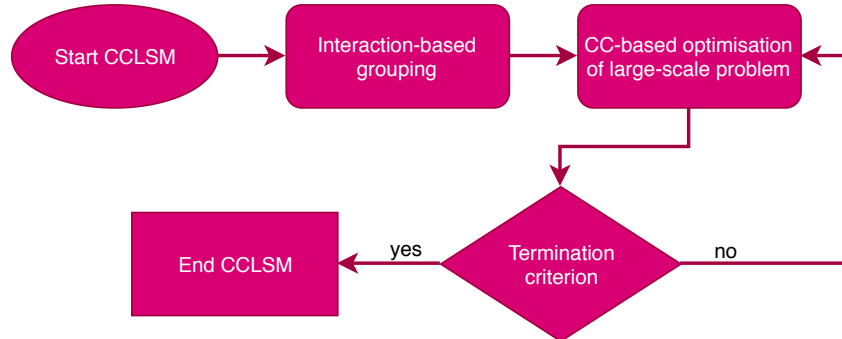 Start CCLSM
Interaction-based
grouping
CC-based optimisation
of large-scale problem
Termination
criterion
yes
no
End CCLSM